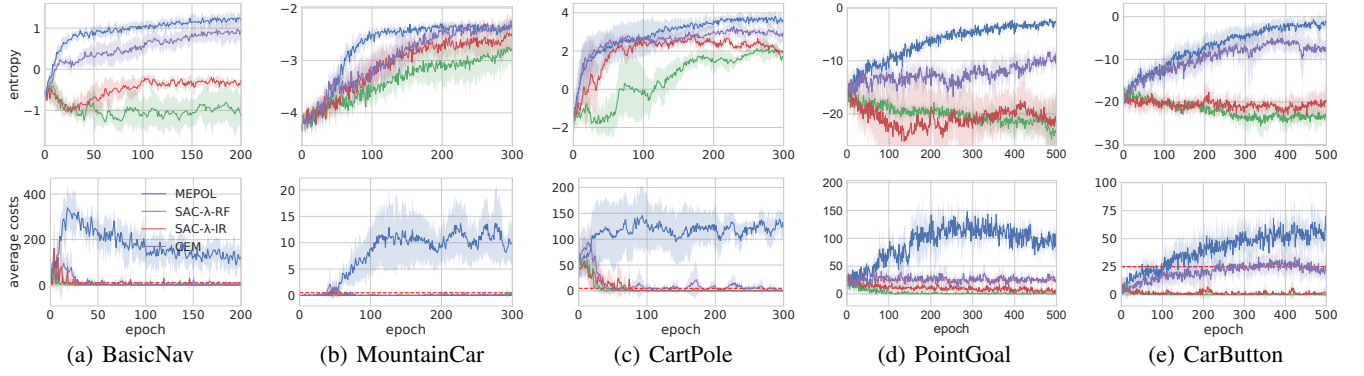 −2 4 0 0
1 −5
−3 2 −10 −10
0
0 −20
−1 −4 −20
−2 −30
0 50 100 150 200 0 100 200 300 0 100 200 300 0 100 200 300 400 500 0 100 200 300 400 500
entropy
400 MEPOL 20 200 200 100
SAC-λ-RF 15 150 150 75
200 SAC-λ-IR 10 100 100 50
CEM 5 50 50 25
0 0 0 0 0
0 50 100 150 200 0 100 200 300 0 100 200 300 0 100 200 300 400 500 0 100 200 300 400 500
average costs
epoch epoch epoch epoch epoch
(a) BasicNav (b) MountainCar (c) CartPole (d) PointGoal (e) CarButton